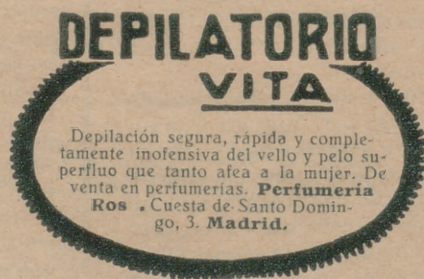 DEPILATORIO
VITA
Depilación segura, rápida y comple-
tamente inofensiva del vello y pelo su-
perfluo que tanto afea a la mujer. De
venta en perfumerías. Perfumería
Ros . Cuesta de Santo Domin-
go, 3. Madrid.